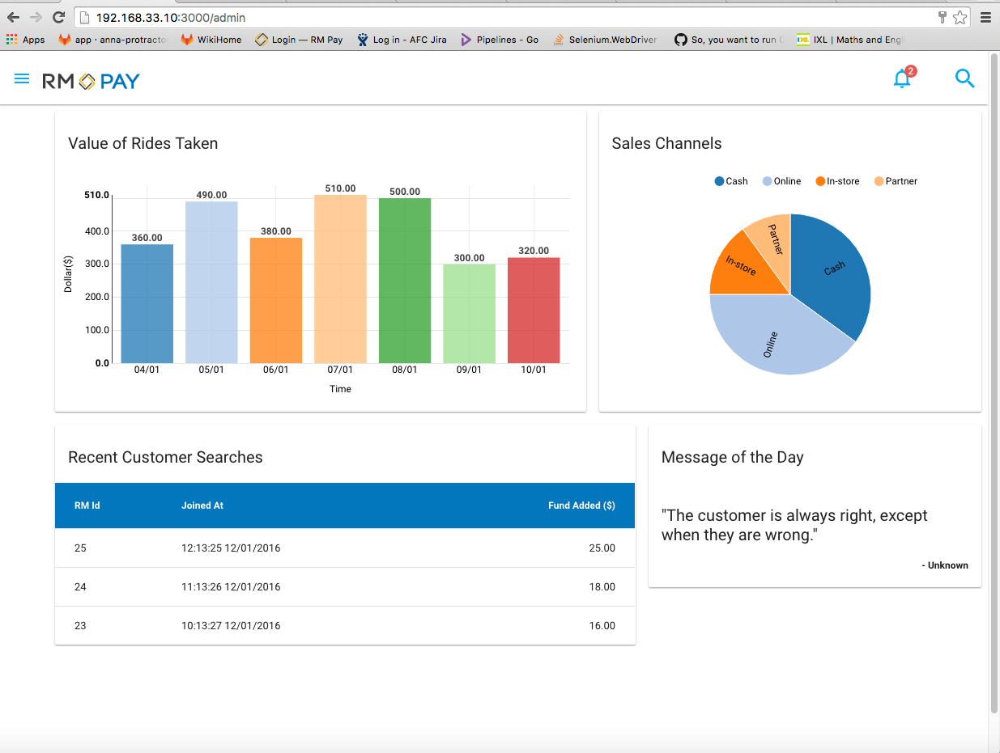 192.168.33.10:3000/admin
Apps app · anna-protracto WikiHome Login — RM Pay Log in - AFC Jira Pipelines - Go Selenium.WebDriver So, you want to run IXL | Maths and Engl
RM PAY
2
Value of Rides Taken
510.0
400.0
300.0
200.0
100.0
0.0
Dollar($)
360.00
490.00
380.00
510.00
500.00
300.00
320.00
04/01 05/01 06/01 07/01 08/01 09/01 10/01
Time
Sales Channels
Cash Online In-store Partner
Partner
In-store
Cash
Online
Recent Customer Searches
RM Id Joined At Fund Added ($)
25 12:13:25 12/01/2016 25.00
24 11:13:26 12/01/2016 18.00
23 10:13:27 12/01/2016 16.00
Message of the Day
"The customer is always right, except
when they are wrong."
- Unknown